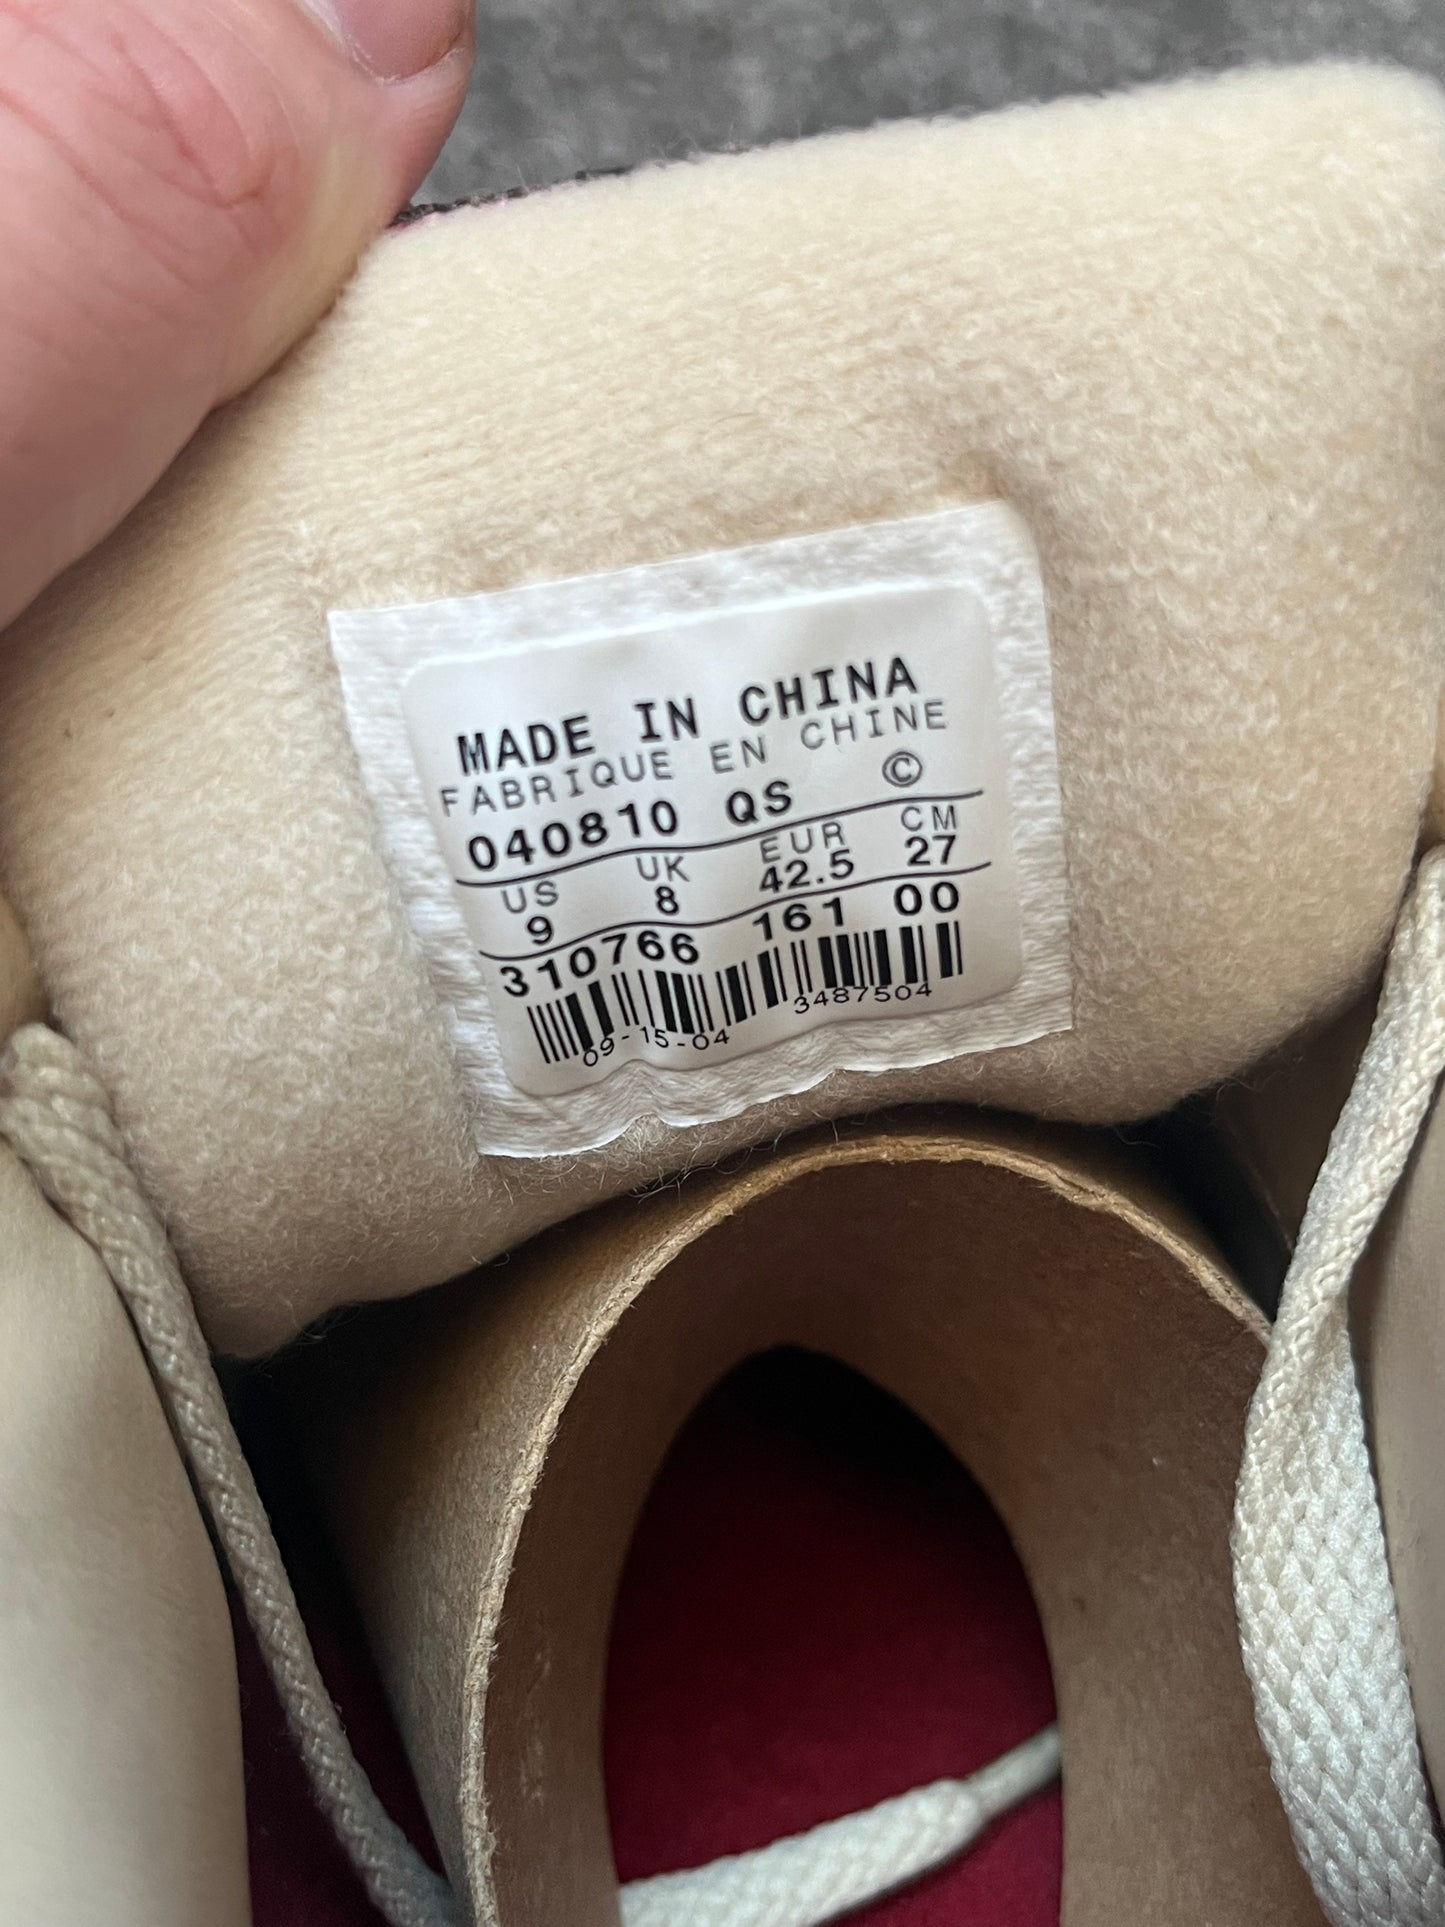 MADE IN CHINA
FABRIQUE EN CHINE
040810 QS ©
US UK EUR CM
9 8 42.5 27
310766 161 00
09-15-04 3487504